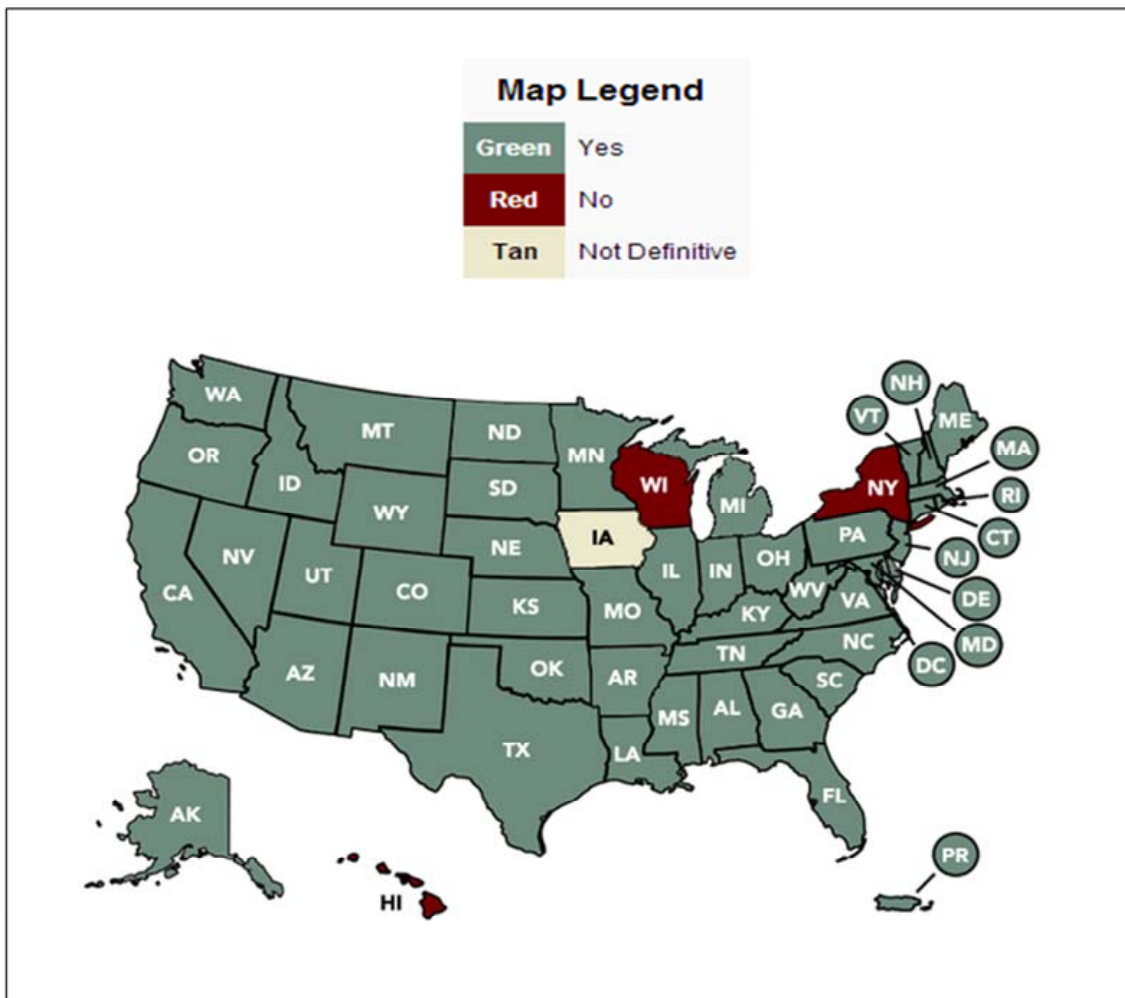 Map Legend
Green Yes
Red No
Tan Not Definitive
NH
WA
VT
ME
MT
ND
MN
MA
OR
ID
SD
WI
NY
RI
WY
MI
CT
IA
PA
NE
NJ
NV
OH
IL
IN
UT
CA
CO
WV
DE
VA
KS
MO
KY
MD
NC
TN
DC
AZ
NM
OK
AR
SC
MS
AL
GA
TX
LA
FL
AK
PR
HI